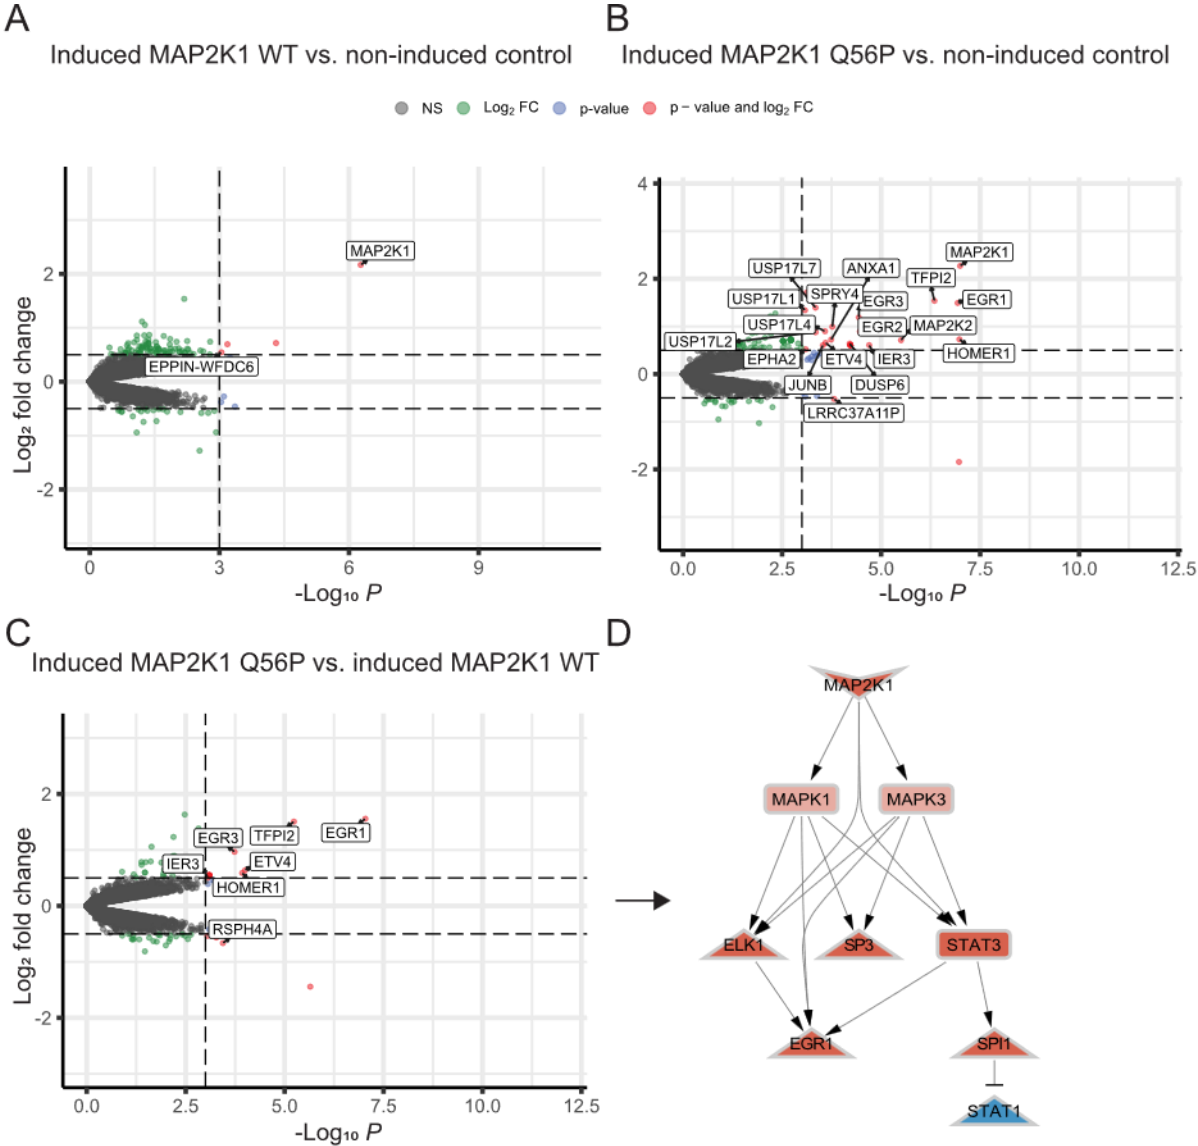 A
Induced MAP2K1 WT vs. non-induced control
B
Induced MAP2K1 Q56P vs. non-induced control
NS
Log₂ FC
p-value
p − value and log₂ FC
Log₂ fold change
2
0
-2
MAP2K1
EPPIN-WFDC6
0
3
6
9
-Log₁₀ P
4
2
0
-2
MAP2K1
USP17L7
ANXA1
TFPI2
USP17L1
SPRY4
EGR3
EGR1
USP17L4
EGR2
MAP2K2
USP17L2
EPHA2
ETV4
IER3
HOMER1
JUNB
DUSP6
LRRC37A11P
0.0
2.5
5.0
7.5
10.0
12.5
-Log₁₀ P
C
Induced MAP2K1 Q56P vs. induced MAP2K1 WT
Log₂ fold change
2
0
-2
EGR3
TFPI2
EGR1
IER3
ETV4
HOMER1
RSPH4A
0.0
2.5
5.0
7.5
10.0
12.5
-Log₁₀ P
D
MAP2K1
MAPK1
MAPK3
ELK1
SP3
STAT3
EGR1
SPI1
STAT1